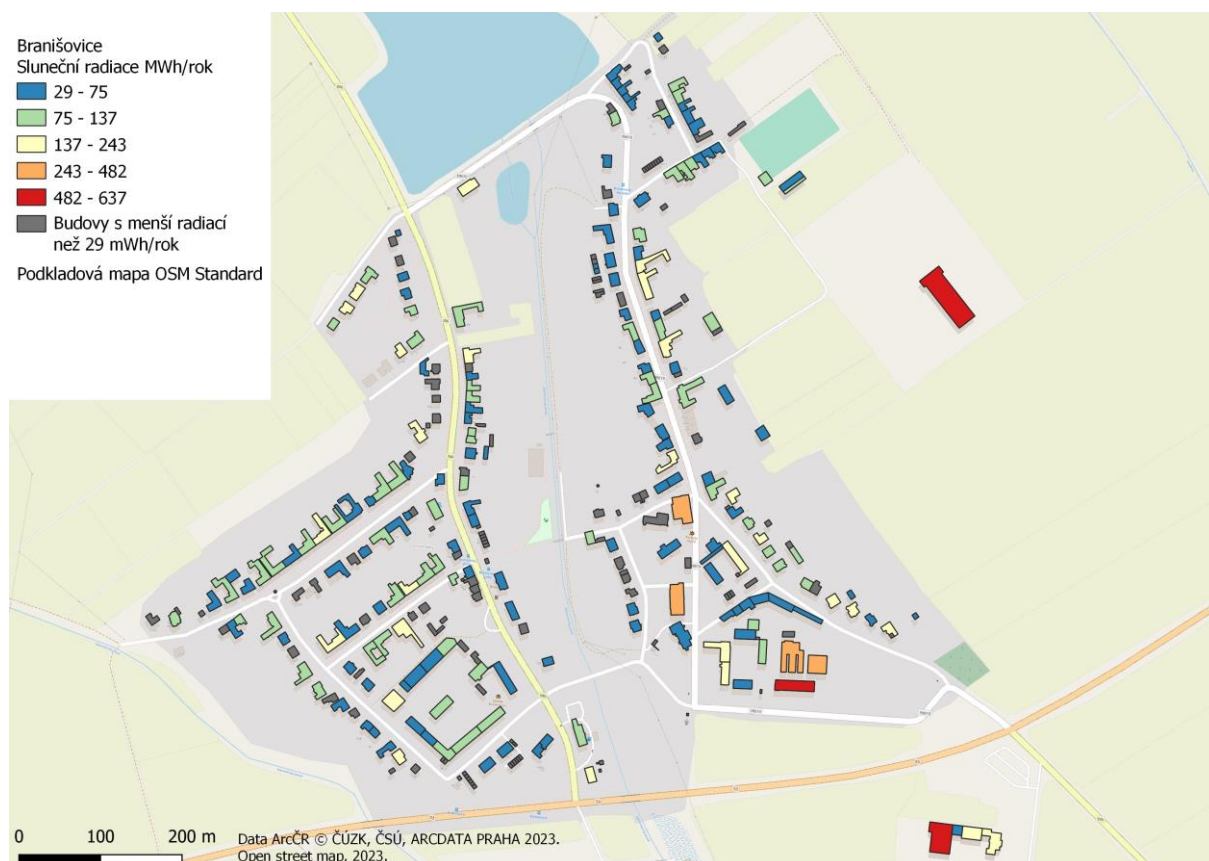 Branišovice
Sluneční radiace MWh/rok
29 - 75
75 - 137
137 - 243
243 - 482
482 - 637
Budovy s menší radiací
než 29 mWh/rok
Podkladová mapa OSM Standard
0 100 200 m
Data ArcČR © ČÚZK, ČSÚ, ARCDATA PRAHA 2023.
Open street map, 2023.